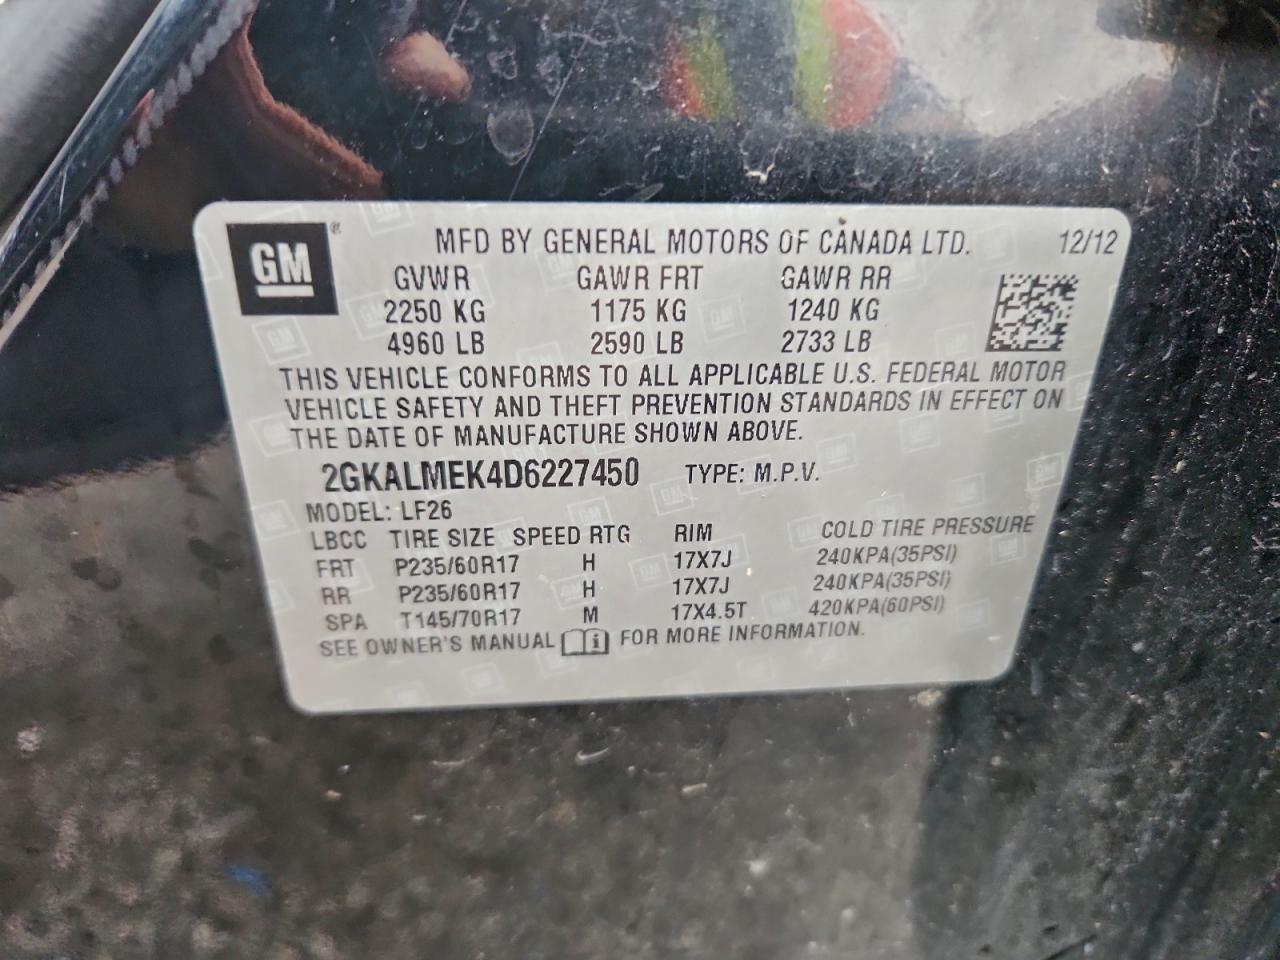 GM ®
MFD BY GENERAL MOTORS OF CANADA LTD. 12/12
GVWR GAWR FRT GAWR RR
2250 KG 1175 KG 1240 KG
4960 LB 2590 LB 2733 LB
THIS VEHICLE CONFORMS TO ALL APPLICABLE U.S. FEDERAL MOTOR
VEHICLE SAFETY AND THEFT PREVENTION STANDARDS IN EFFECT ON
THE DATE OF MANUFACTURE SHOWN ABOVE.
2GKALMEK4D6227450 TYPE: M.P.V.
MODEL: LF26
LBCC TIRE SIZE SPEED RTG RIM COLD TIRE PRESSURE
FRT P235/60R17 H 17X7J 240KPA(35PSI)
RR P235/60R17 H 17X7J 240KPA(35PSI)
SPA T145/70R17 M 17X4.5T 420KPA(60PSI)
SEE OWNER'S MANUAL FOR MORE INFORMATION.